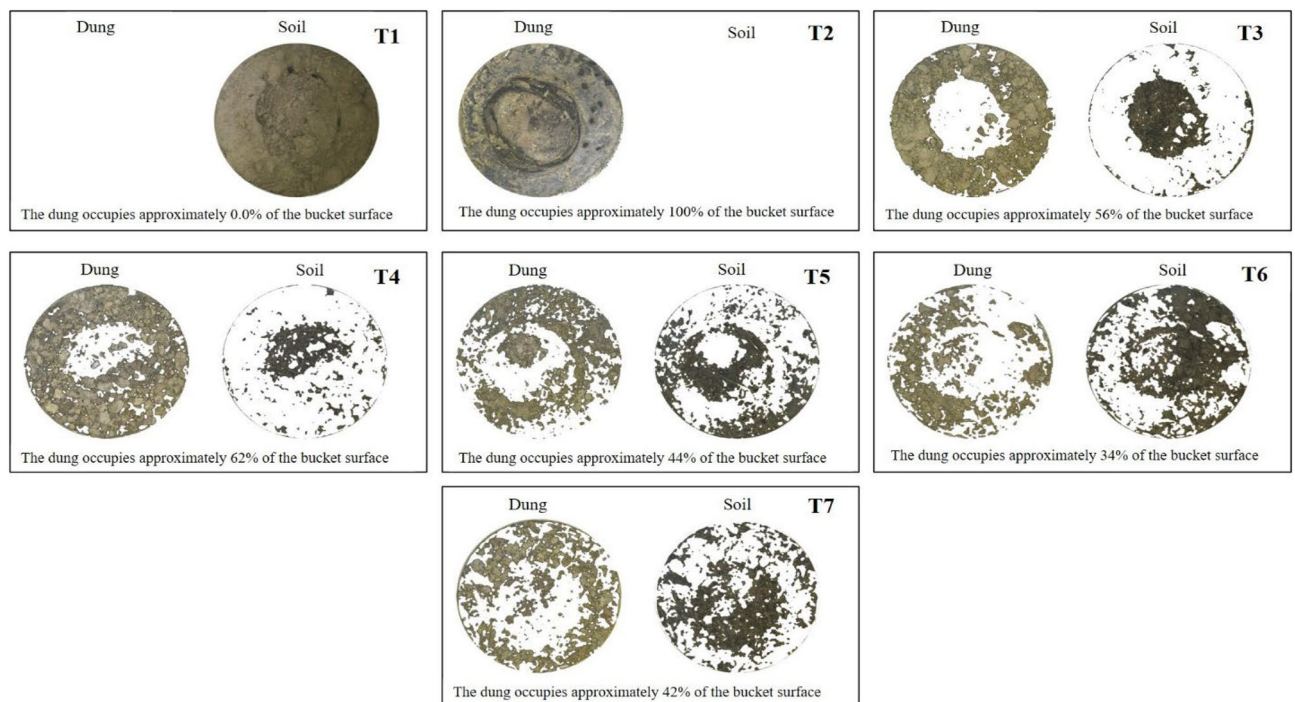 Dung Soil T1
The dung occupies approximately 0.0% of the bucket surface
Dung Soil T2
The dung occupies approximately 100% of the bucket surface
Dung Soil T3
The dung occupies approximately 56% of the bucket surface
Dung Soil T4
The dung occupies approximately 62% of the bucket surface
Dung Soil T5
The dung occupies approximately 44% of the bucket surface
Dung Soil T6
The dung occupies approximately 34% of the bucket surface
Dung Soil T7
The dung occupies approximately 42% of the bucket surface